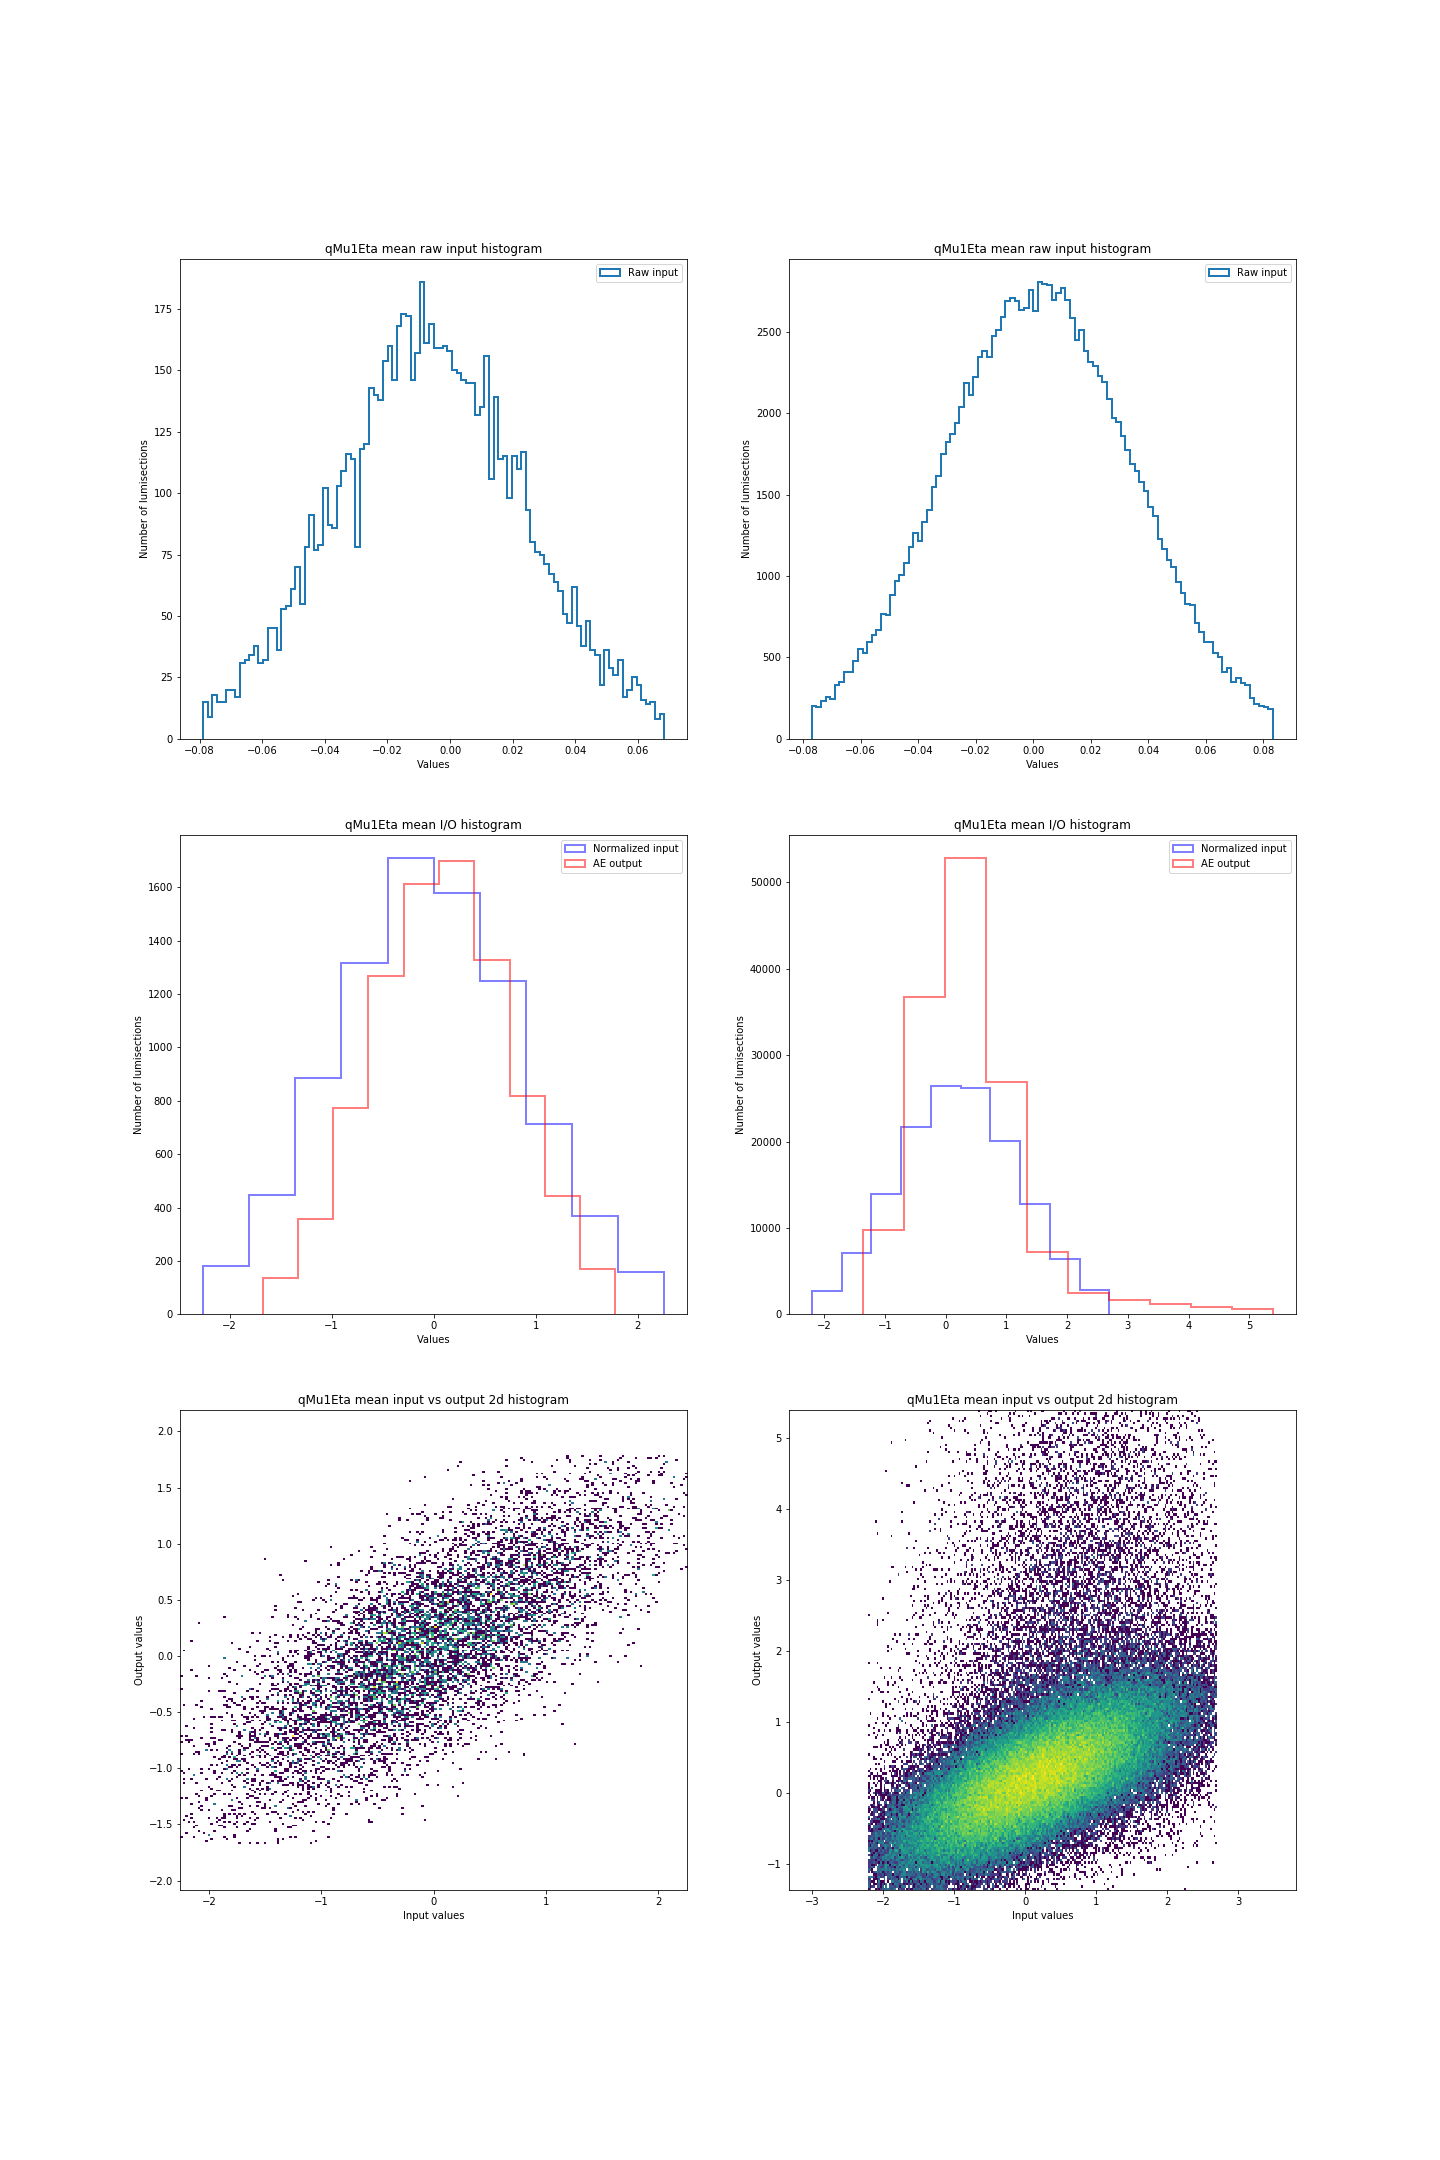 qMu1Eta mean raw input histogram
Raw input
Number of lumisections
175
150
125
100
75
50
25
0
−0.08 −0.06 −0.04 −0.02 0.00 0.02 0.04 0.06
Values
qMu1Eta mean raw input histogram
Raw input
Number of lumisections
2500
2000
1500
1000
500
0
−0.08 −0.06 −0.04 −0.02 0.00 0.02 0.04 0.06 0.08
Values
qMu1Eta mean I/O histogram
Normalized input
AE output
Number of lumisections
1600
1400
1200
1000
800
600
400
200
0
−2 −1 0 1 2
Values
qMu1Eta mean I/O histogram
Normalized input
AE output
Number of lumisections
50000
40000
30000
20000
10000
0
−2 −1 0 1 2 3 4 5
Values
qMu1Eta mean input vs output 2d histogram
Output values
2.0
1.5
1.0
0.5
0.0
−0.5
−1.0
−1.5
−2.0
−2 −1 0 1 2
Input values
qMu1Eta mean input vs output 2d histogram
Output values
5
4
3
2
1
0
−1
−3 −2 −1 0 1 2 3
Input values